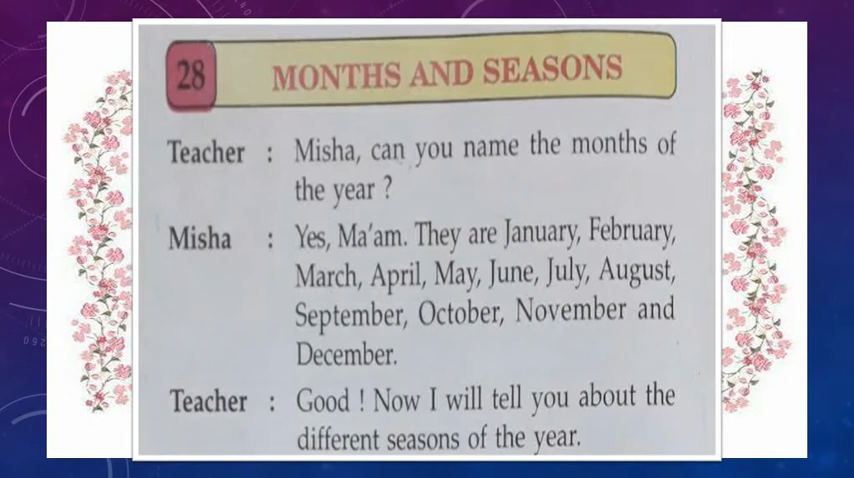 28 MONTHS AND SEASONS
Teacher : Misha, can you name the months of
the year ?
Misha : Yes, Ma'am. They are January, February,
March, April, May, June, July, August,
September, October, November and
December.
Teacher : Good ! Now I will tell you about the
different seasons of the year.